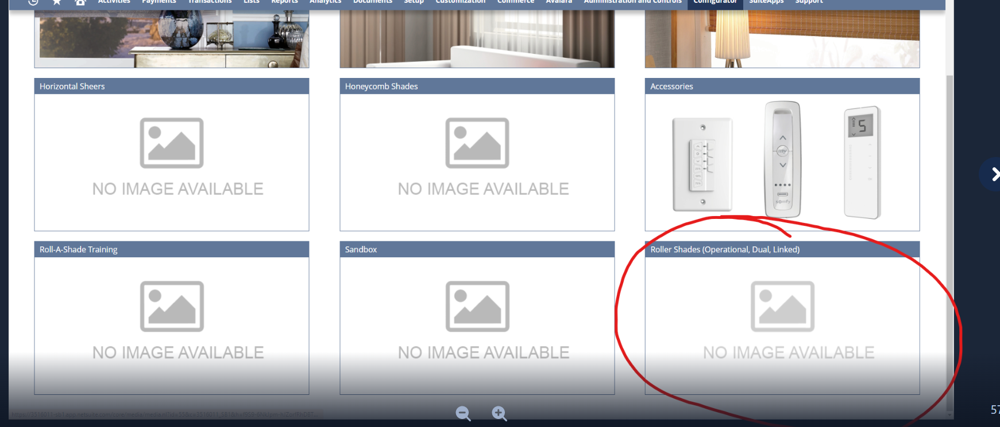 Activities Payments Transactions Lists Reports Analytics Documents Setup Customization Commerce Avalara Administration and Controls Configurator SuiteApps Support
Horizontal Sheers
Honeycomb Shades
Accessories
NO IMAGE AVAILABLE
NO IMAGE AVAILABLE
5
my
somfy
Roll-A-Shade Training
Sandbox
Roller Shades (Operational, Dual, Linked)
NO IMAGE AVAILABLE
NO IMAGE AVAILABLE
NO IMAGE AVAILABLE
57